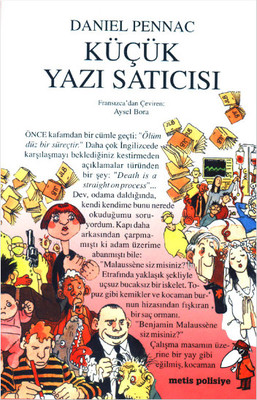 DANIEL PENNAC
KÜÇÜK
YAZI SATICISI
Fransızca'dan Çeviren:
Aysel Bora
ÖNCE kafamdan bir cümle geçti: "Ölüm
düz bir süreçtir." Daha çok İngilizcede
karşılaşmayı beklediğiniz kestirmeden
açıklamalar türünden
bir şey: "Death is a
straight on process"...
Dev, odama daldığında,
kendi kendime bunu nerede
okuduğumu soru-
yordum. Kapı daha
arkasından çarpma-
mıştı ki adam üzerime
abanmıştı bile:
"Malaussène siz misiniz?"
Etrafında yaklaşık şekliyle
uçsuz bucaksız bir iskelet. To-
puz gibi kemikler ve kocaman bur-
nun hizasından fışkıran
bir saç ormanı.
"Benjamin Malaussène
siz misiniz?"
Çalışma masamın üze-
rine bir yay gibi
eğilmiş, kocaman
metis polisiye